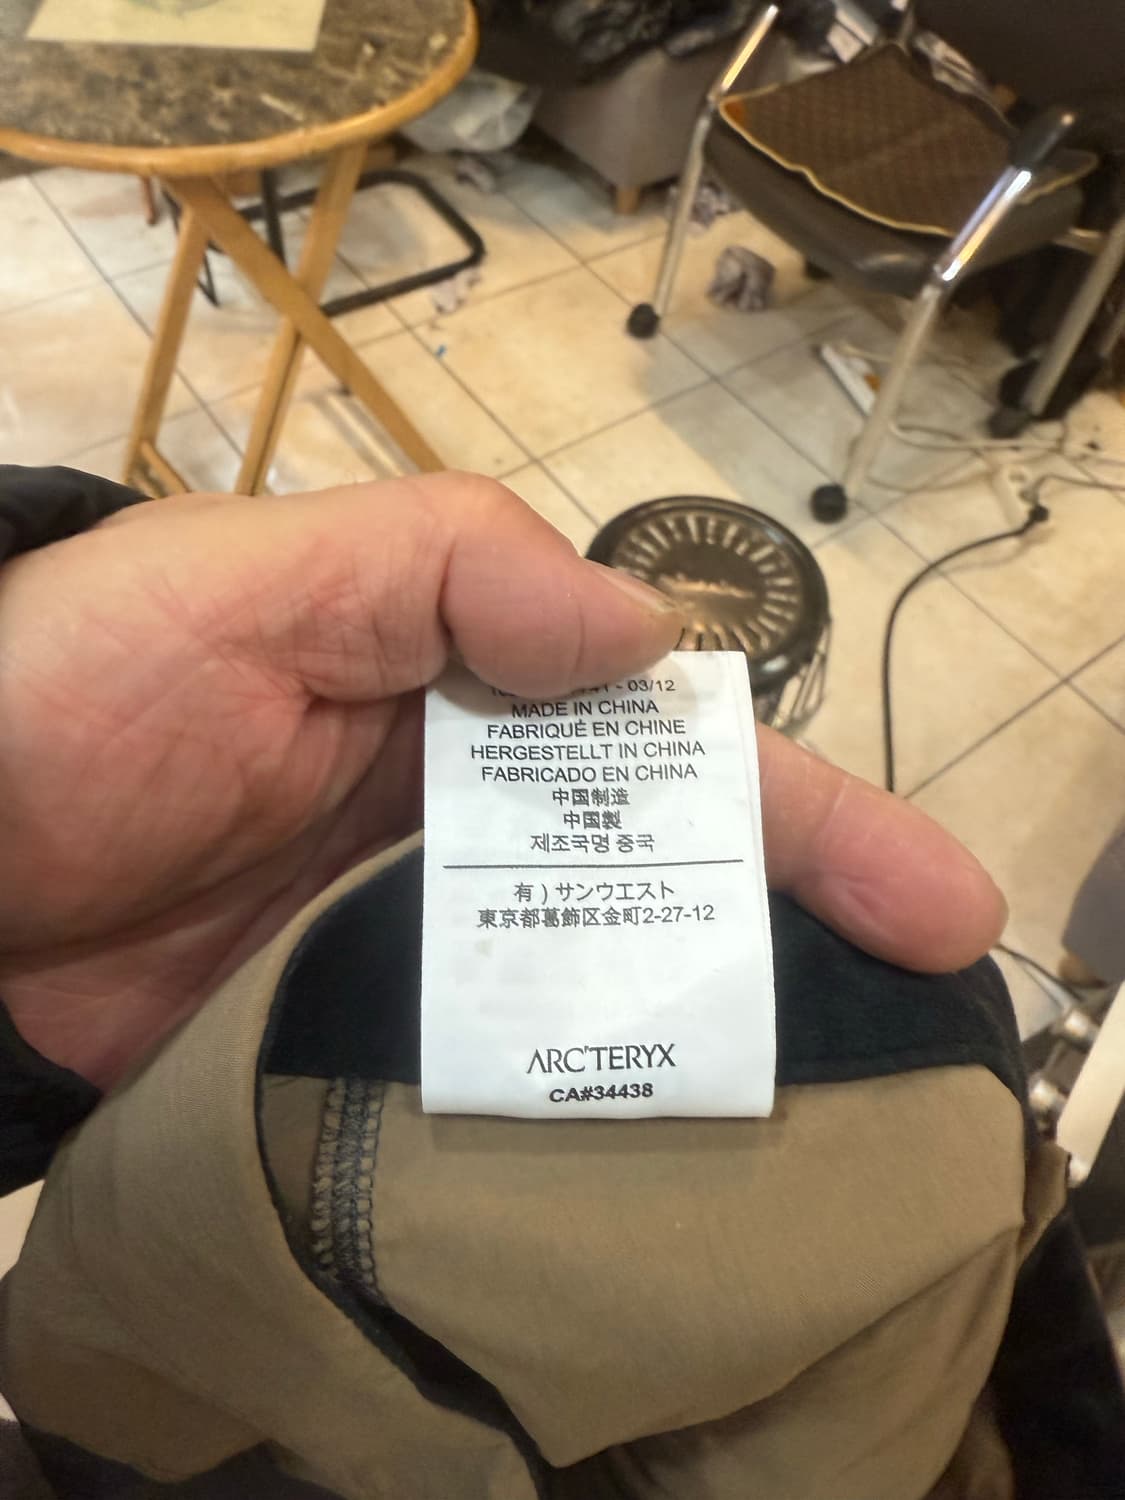 - 03/12
MADE IN CHINA
FABRIQUÉ EN CHINE
HERGESTELLT IN CHINA
FABRICADO EN CHINA
中国制造
中国製
제조국명 중국
有）サンウエスト
東京都葛飾区金町2-27-12
ARC'TERYX
CA#34438